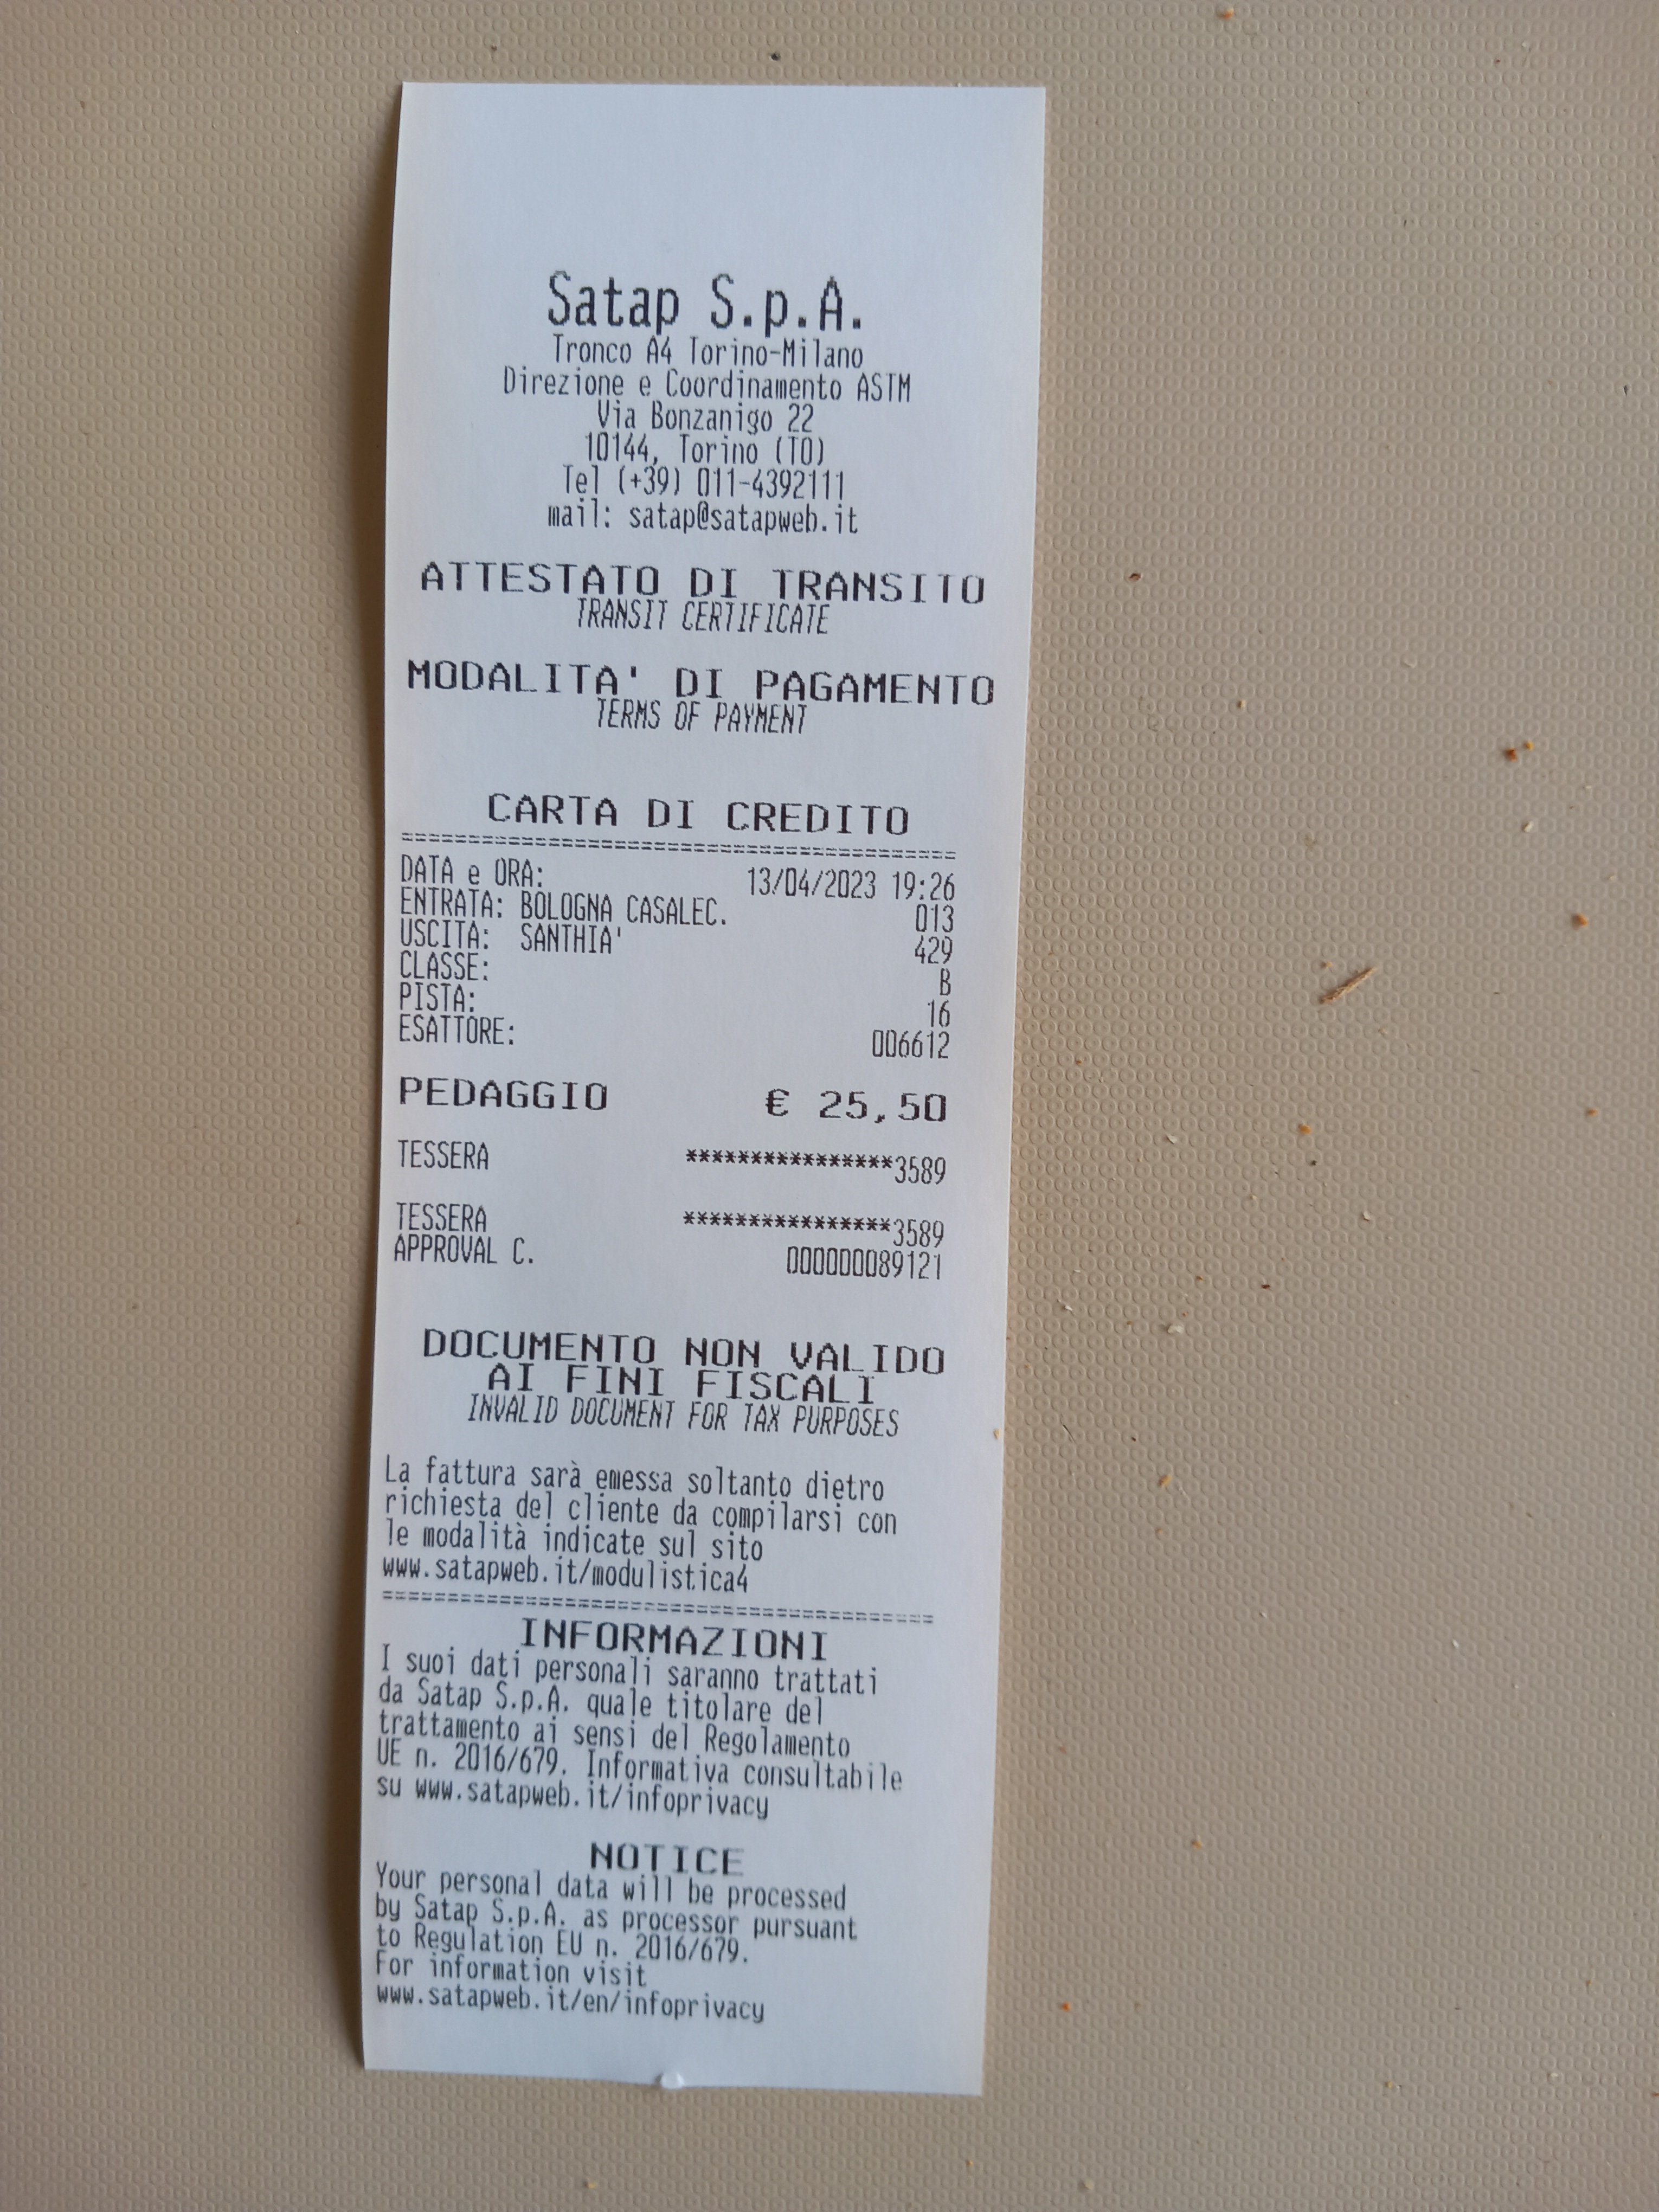 Satap S.p.A.
Tronco A4 Torino-Milano
Direzione e Coordinamento ASTM
Via Bonzanigo 22
10144, Torino (TO)
Tel (+39) 011-4392111
mail: satap@satapweb.it
ATTESTATO DI TRANSITO
TRANSIT CERTIFICATE
MODALITA' DI PAGAMENTO
TERMS OF PAYMENT
CARTA DI CREDITO
===========================================
DATA e ORA: 13/04/2023 19:26
ENTRATA: BOLOGNA CASALEC. 013
USCITA: SANTHIA' 429
CLASSE: B
PISTA: 16
ESATTORE: 006612
PEDAGGIO € 25,50
TESSERA ****************3589
TESSERA ****************3589
APPROVAL C. 000000089121
DOCUMENTO NON VALIDO
AI FINI FISCALI
INVALID DOCUMENT FOR TAX PURPOSES
La fattura sarà emessa soltanto dietro
richiesta del cliente da compilarsi con
le modalità indicate sul sito
www.satapweb.it/modulistica4
===========================================
INFORMAZIONI
I suoi dati personali saranno trattati
da Satap S.p.A. quale titolare del
trattamento ai sensi del Regolamento
UE n. 2016/679. Informativa consultabile
su www.satapweb.it/infoprivacy
NOTICE
Your personal data will be processed
by Satap S.p.A. as processor pursuant
to Regulation EU n. 2016/679.
For information visit
www.satapweb.it/en/infoprivacy